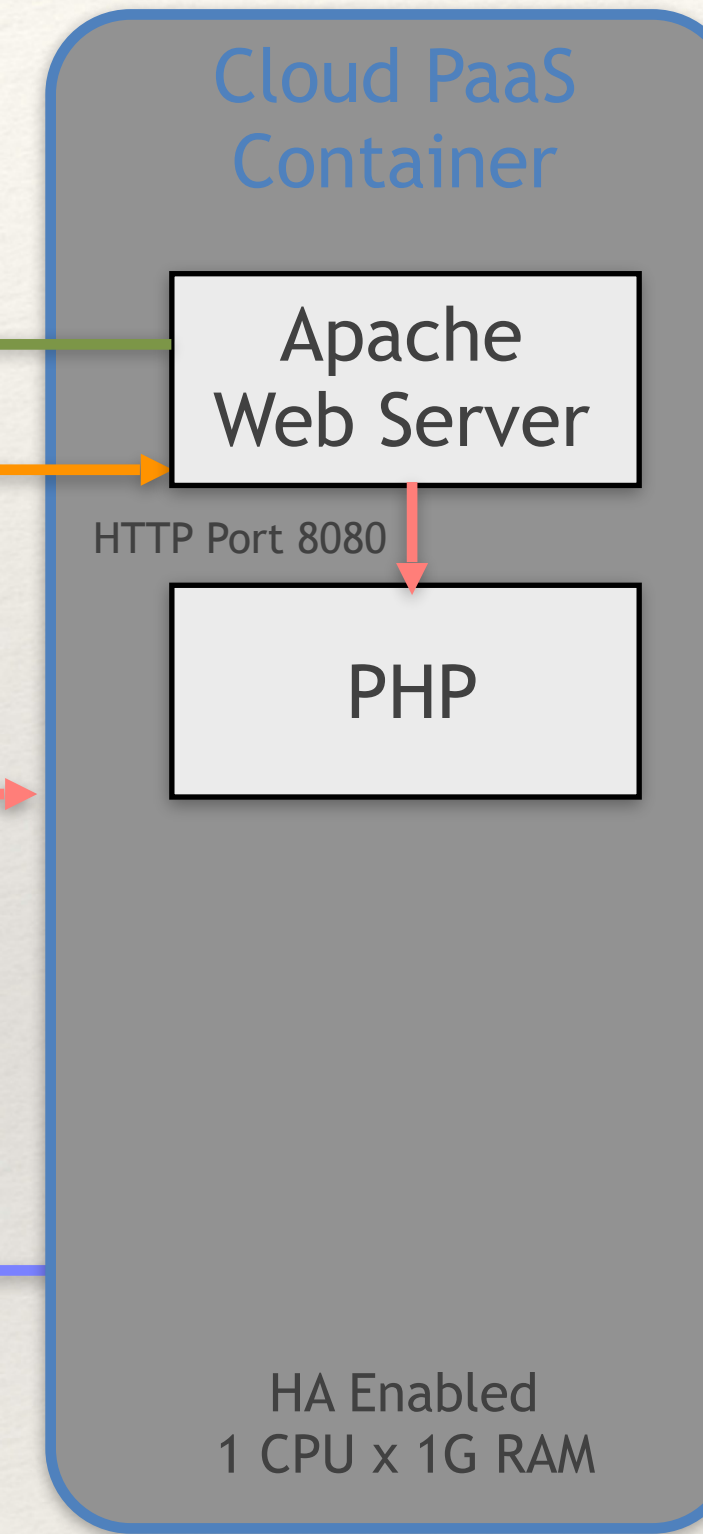 Cloud PaaS
Container
Apache
Web Server
HTTP Port 8080
PHP
HA Enabled
1 CPU x 1G RAM